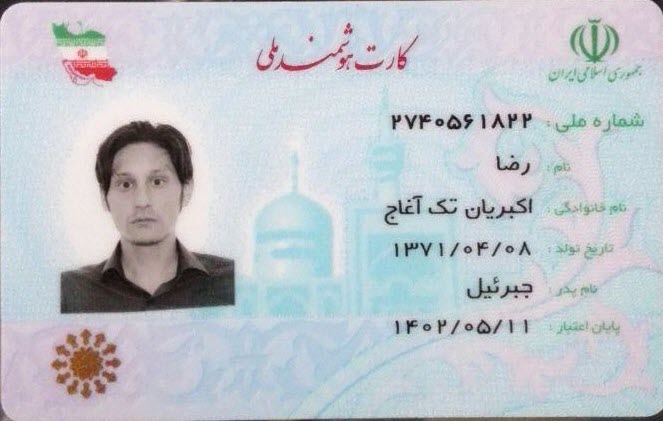 کارت هوشمند ملی
جمهوری اسلامی ایران
شماره ملی: ۲۷۴۰۵۶۱۸۲۲
نام: رضا
نام خانوادگی: اکبریان تک آغاج
تاریخ تولد: ۱۳۷۱/۰۴/۰۸
نام پدر: جبرئیل
پایان اعتبار: ۱۴۰۲/۰۵/۱۱